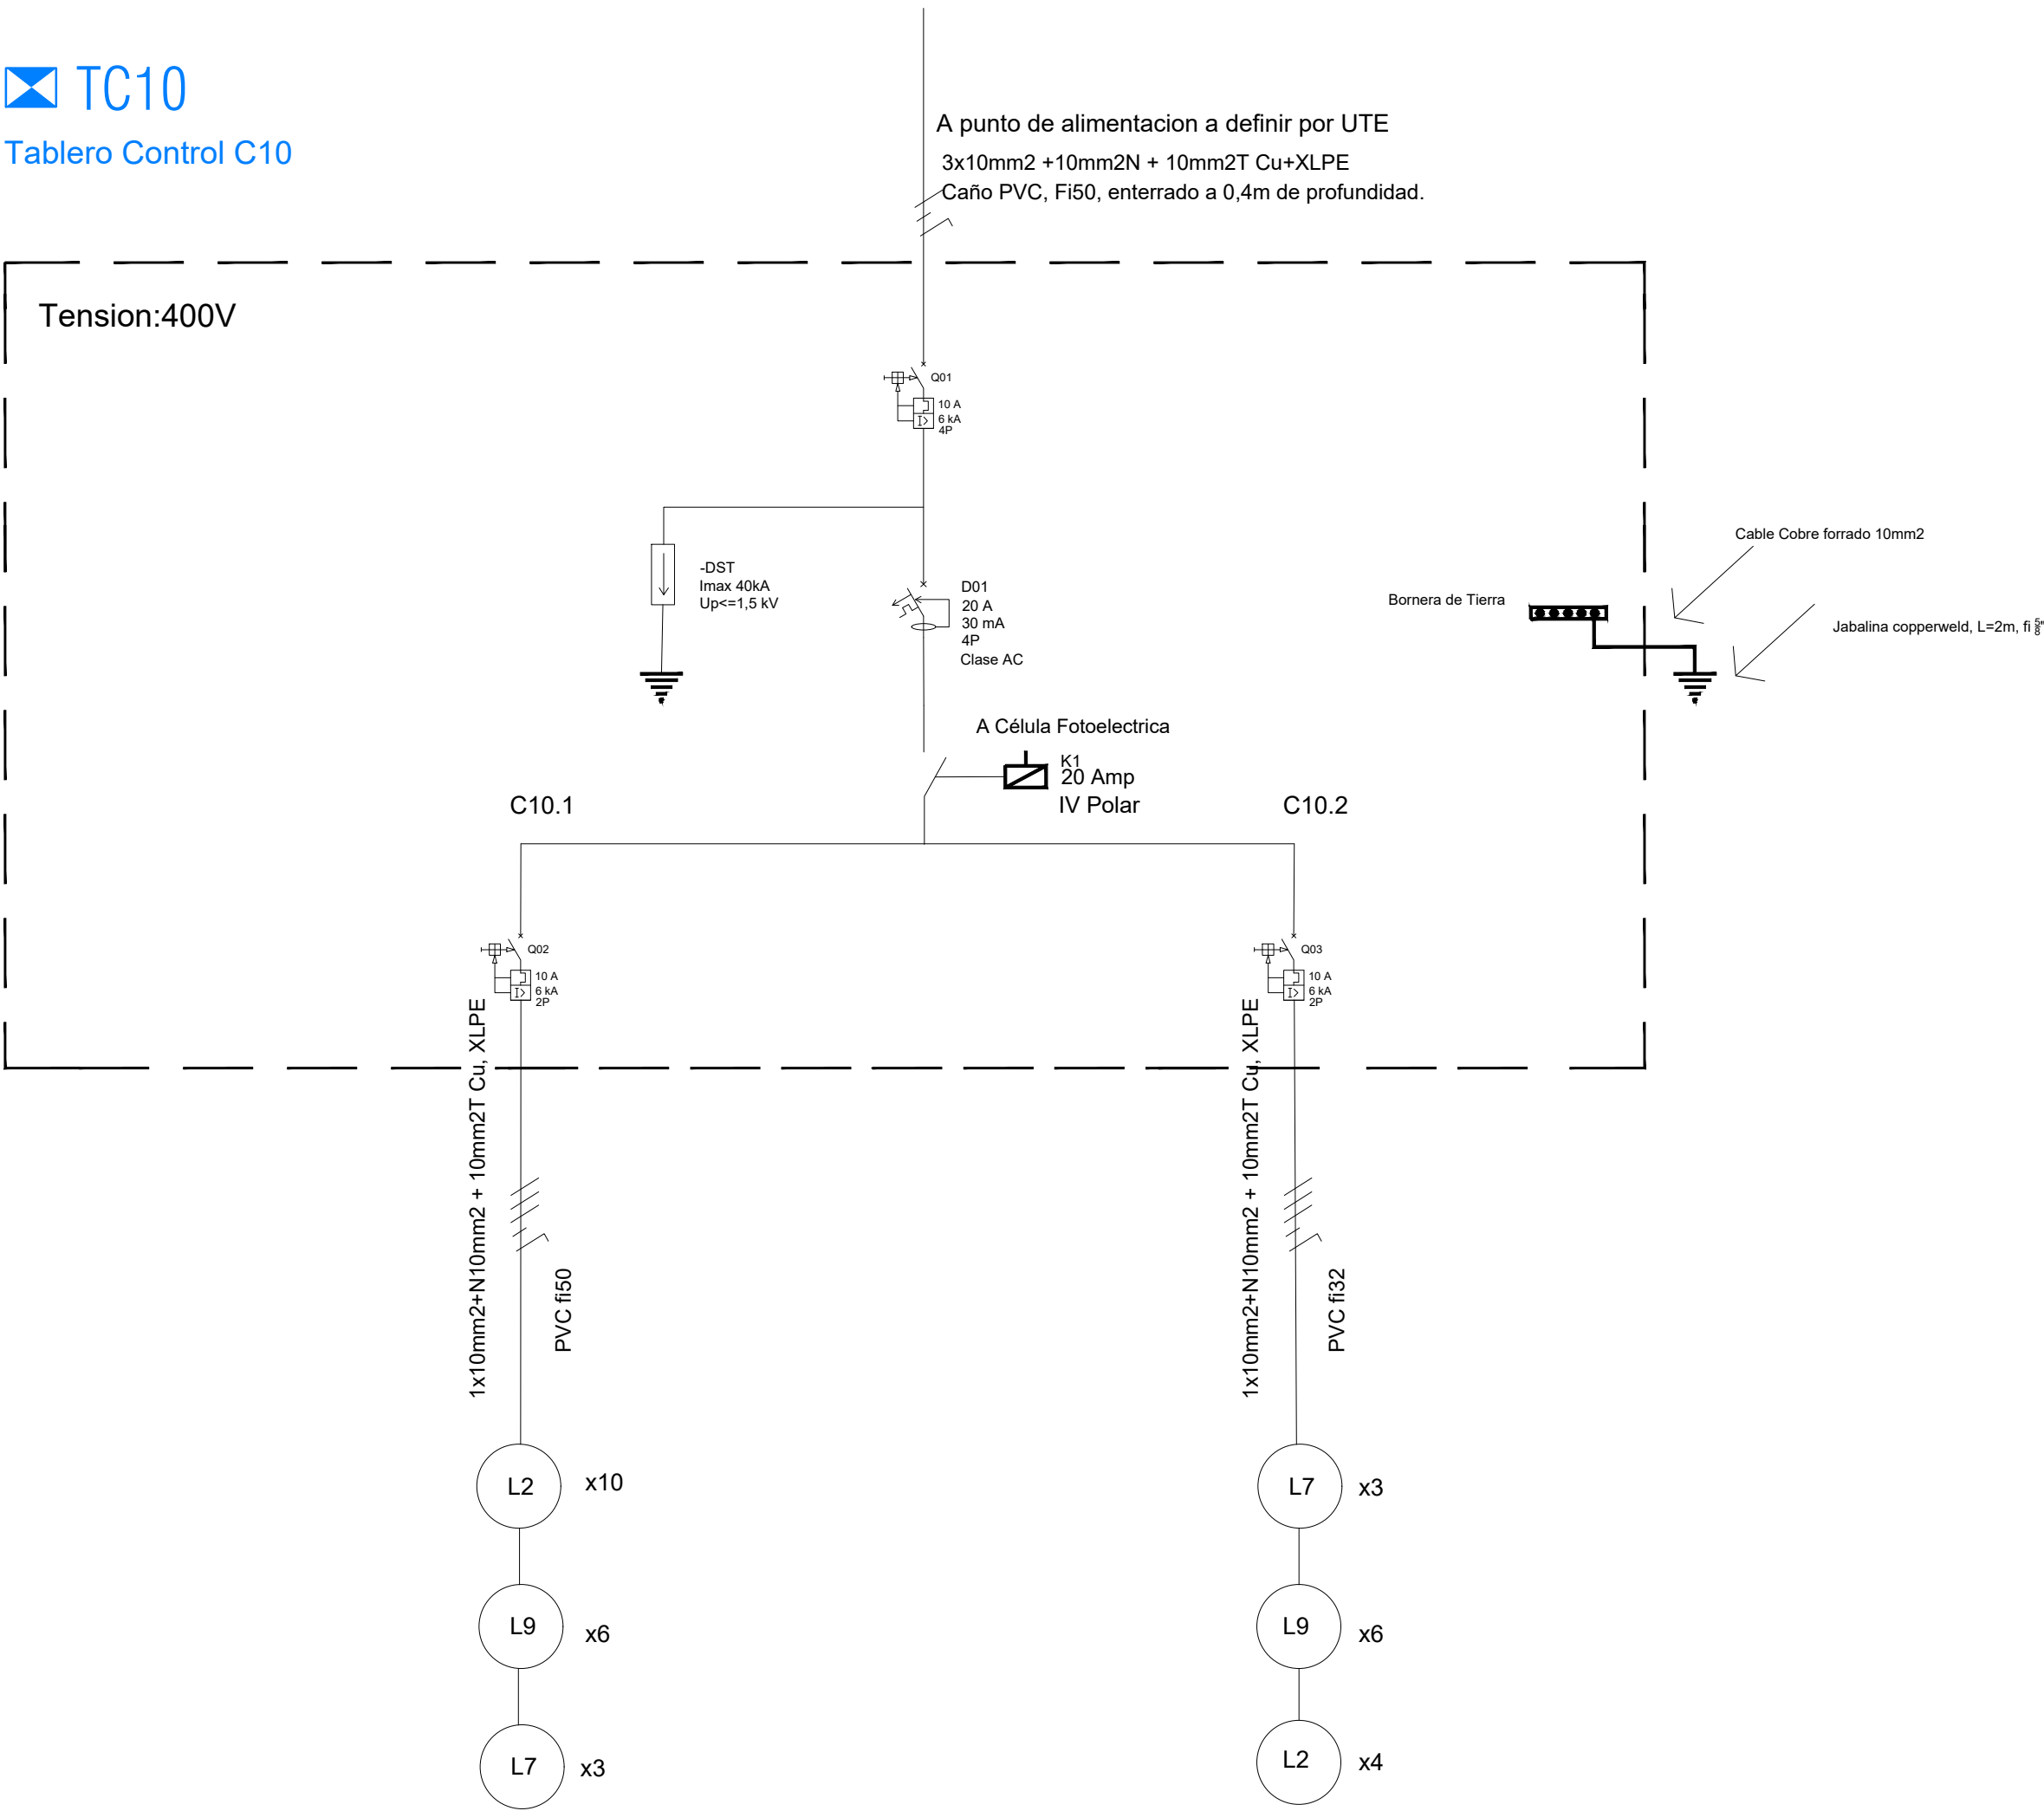 TC10
Tablero Control C10
A punto de alimentacion a definir por UTE
3x10mm2 +10mm2N + 10mm2T Cu+XLPE
Caño PVC, Fi50, enterrado a 0,4m de profundidad.
Tension:400V
Q01
10 A
6 kA
4P
-DST
Imax 40kA
Up<=1,5 kV
D01
20 A
30 mA
4P
Clase AC
Cable Cobre forrado 10mm2
Bornera de Tierra
Jabalina copperweld, L=2m, fi 5/8"
A Célula Fotoelectrica
K1
20 Amp
IV Polar
C10.1
C10.2
Q02
10 A
6 kA
2P
Q03
10 A
6 kA
2P
1x10mm2+N10mm2 + 10mm2T Cu, XLPE
PVC fi50
1x10mm2+N10mm2 + 10mm2T Cu, XLPE
PVC fi32
L2 x10
L9 x6
L7 x3
L7 x3
L9 x6
L2 x4